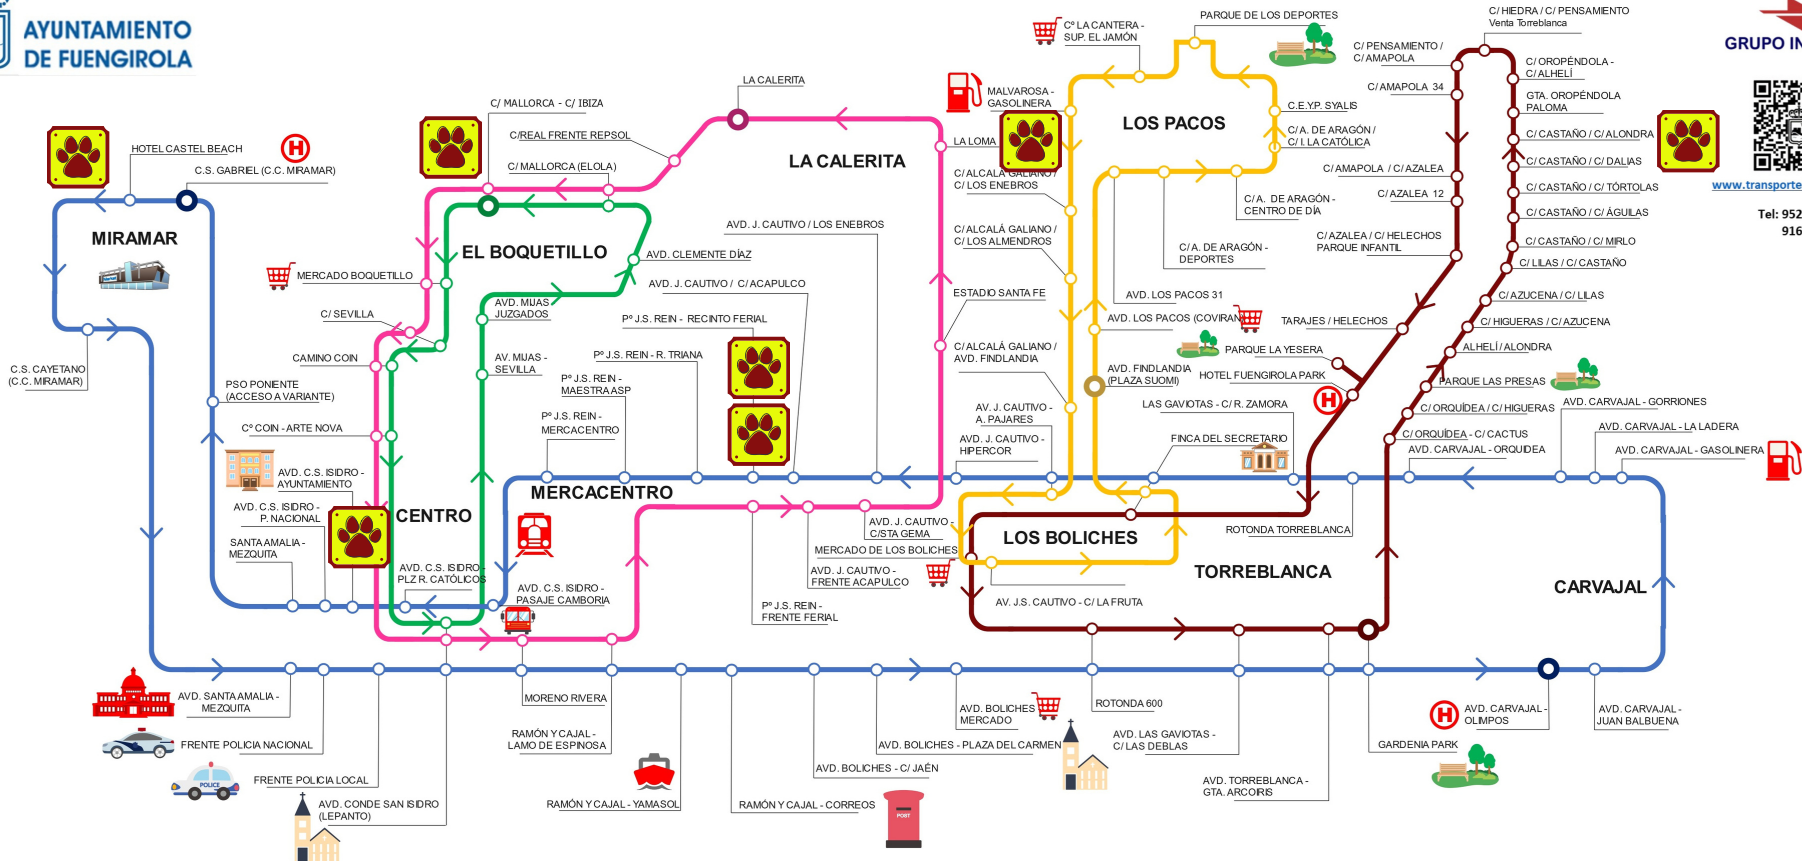 AYUNTAMIENTO
DE FUENGIROLA
GRUPO IN
www.transporte
Tel: 952
916
HOTEL CASTEL BEACH
C.S. GABRIEL (C.C. MIRAMAR)
MIRAMAR
C.S. CAYETANO
(C.C. MIRAMAR)
PSO PONIENTE
(ACCESO A VARIANTE)
Cº COIN - ARTE NOVA
AVD. C.S. ISIDRO -
AYUNTAMIENTO
AVD. C.S. ISIDRO -
P. NACIONAL
SANTA AMALIA -
MEZQUITA
C/ MALLORCA - C/ IBIZA
C/REAL FRENTE REPSOL
C/ MALLORCA (ELOLA)
LA CALERITA
LA CALERITA
EL BOQUETILLO
MERCADO BOQUETILLO
C/ SEVILLA
CAMINO COIN
AVD. CLEMENTE DÍAZ
AVD. MIJAS
JUZGADOS
AV. MIJAS -
SEVILLA
CENTRO
AVD. C.S. ISIDRO -
PLZ R. CATÓLICOS
AVD. C.S. ISIDRO -
PASAJE CAMBORIA
AVD. J. CAUTIVO / LOS ENEBROS
AVD. J. CAUTIVO / C/ ACAPULCO
Pº J.S. REIN - RECINTO FERIAL
Pº J.S. REIN - R. TRIANA
Pº J.S. REIN -
MAESTRA ASP
Pº J.S. REIN -
MERCACENTRO
MERCACENTRO
Pº J.S. REIN -
FRENTE FERIAL
AVD. J. CAUTIVO -
FRENTE ACAPULCO
AVD. J. CAUTIVO -
C/STA GEMA
LA LOMA
ESTADIO SANTA FE
Cº LA CANTERA -
SUP. EL JAMÓN
PARQUE DE LOS DEPORTES
MALVAROSA -
GASOLINERA
LOS PACOS
C.E.Y.P. SYALIS
C/ A. DE ARAGÓN /
C/ I. LA CATÓLICA
C/ ALCALÁ GALIANO /
C/ LOS ENEBROS
C/ ALCALÁ GALIANO /
C/ LOS ALMENDROS
C/ ALCALÁ GALIANO /
AVD. FINDLANDIA
C/ A. DE ARAGÓN -
CENTRO DE DÍA
C/ A. DE ARAGÓN -
DEPORTES
AVD. LOS PACOS 31
AVD. LOS PACOS (COVIRAN)
AVD. FINDLANDIA
(PLAZA SUOMI)
AV. J. CAUTIVO -
A. PAJARES
AVD. J. CAUTIVO -
HIPERCOR
LAS GAVIOTAS - C/ R. ZAMORA
FINCA DEL SECRETARIO
LOS BOLICHES
MERCADO DE LOS BOLICHES
AV. J.S. CAUTIVO - C/ LA FRUTA
C/ HIEDRA / C/ PENSAMIENTO
Venta Torreblanca
C/ PENSAMIENTO /
C/ AMAPOLA
C/ AMAPOLA 34
C/ AMAPOLA / C/ AZALEA
C/ AZALEA 12
C/ AZALEA / C/ HELECHOS
PARQUE INFANTIL
TARAJES / HELECHOS
PARQUE LA YESERA
HOTEL FUENGIROLA PARK
C/ OROPÉNDOLA -
C/ ALHELÍ
GTA. OROPÉNDOLA
PALOMA
C/ CASTAÑO / C/ ALONDRA
C/ CASTAÑO / C/ DALIAS
C/ CASTAÑO / C/ TÓRTOLAS
C/ CASTAÑO / C/ ÁGUILAS
C/ CASTAÑO / C/ MIRLO
C/ LILAS / C/ CASTAÑO
C/ AZUCENA / C/ LILAS
C/ HIGUERAS / C/ AZUCENA
ALHELÍ / ALONDRA
PARQUE LAS PRESAS
C/ ORQUÍDEA / C/ HIGUERAS
C/ ORQUÍDEA - C/ CACTUS
AVD. CARVAJAL - ORQUIDEA
AVD. CARVAJAL - GORRIONES
AVD. CARVAJAL - LA LADERA
AVD. CARVAJAL - GASOLINERA
ROTONDA TORREBLANCA
TORREBLANCA
CARVAJAL
AVD. SANTA AMALIA -
MEZQUITA
FRENTE POLICIA NACIONAL
FRENTE POLICIA LOCAL
POLICE
AVD. CONDE SAN ISIDRO
(LEPANTO)
MORENO RIVERA
RAMÓN Y CAJAL -
LAMO DE ESPINOSA
RAMÓN Y CAJAL - YAMASOL
RAMÓN Y CAJAL - CORREOS
POST
AVD. BOLICHES - C/ JAÉN
AVD. BOLICHES - PLAZA DEL CARMEN
AVD. BOLICHES
MERCADO
ROTONDA 600
AVD. LAS GAVIOTAS -
C/ LAS DEBLAS
AVD. TORREBLANCA -
GTA. ARCOIRIS
GARDENIA PARK
AVD. CARVAJAL -
OLIMPOS
AVD. CARVAJAL -
JUAN BALBUENA
H
H
H